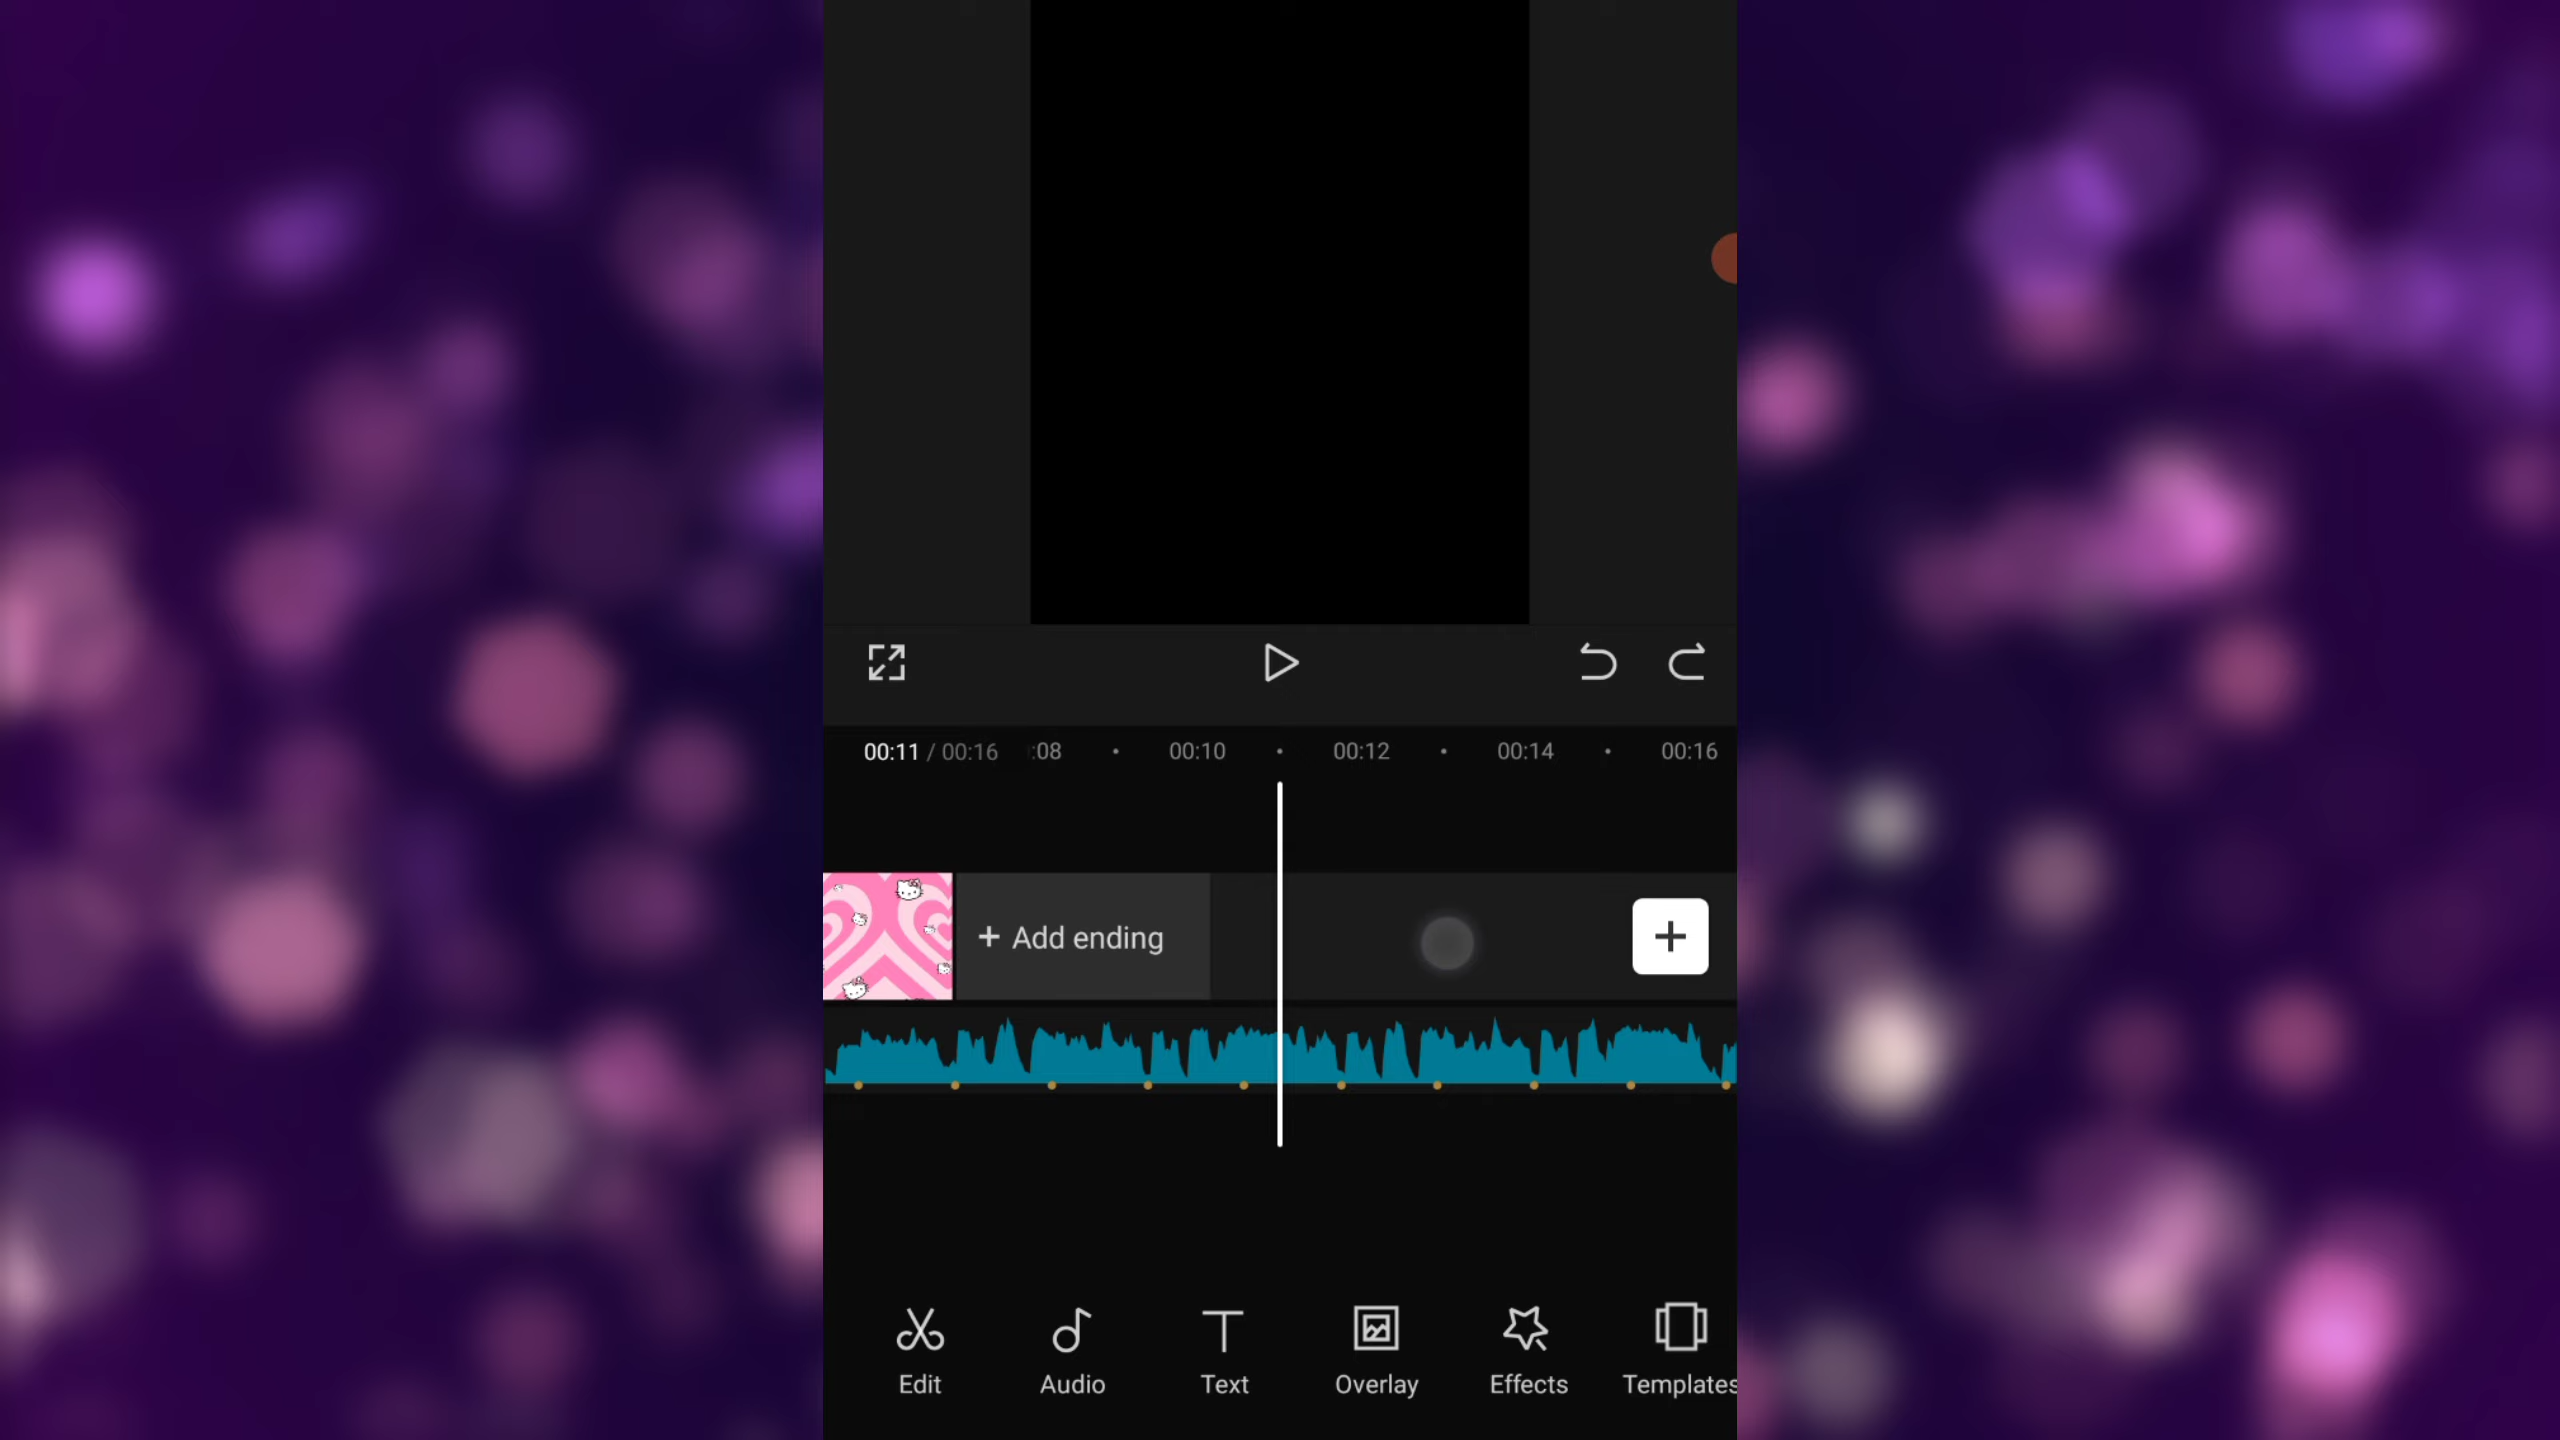 00:11 / 00:16 :08 00:10 00:12 00:14 00:16
+ Add ending
Edit Audio Text Overlay Effects Templates